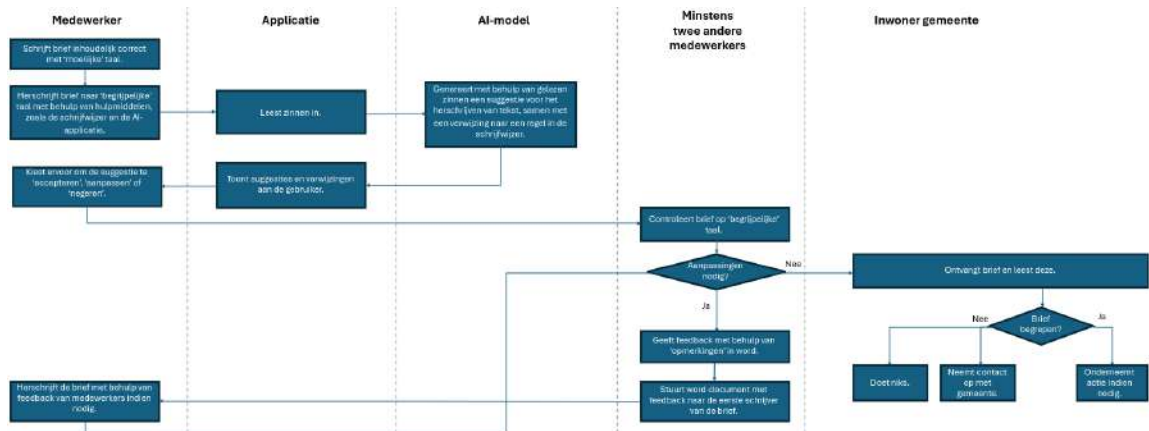 Medewerker
Applicatie
AI-model
Minstens
twee andere
medewerkers
Inwoner gemeente
Schrijft brief inhoudelijk correct
met 'moeilijke' taal.
Herschrijft brief naar 'begrijpelijke'
taal met behulp van hulpmiddelen,
zoals de schrijfwijzer en de AI-
applicatie.
Leest zinnen in.
Genereert met behulp van gelezen
zinnen een suggestie voor het
herschrijven van tekst, samen met
een verwijzing naar een regel in de
schrijfwijzer.
Kiest ervoor om de suggestie te
'accepteren', 'aanpassen' of
'negeren'.
Toont suggesties en verwijzingen
aan de gebruiker.
Controleert brief op 'begrijpelijke'
taal.
Aanpassingen
nodig?
Nee
Ja
Ontvangt brief en leest deze.
Brief
begrepen?
Nee
Ja
Geeft feedback met behulp van
'opmerkingen' in word.
Doet niks.
Neemt contact
op met
gemeente.
Onderneemt
actie indien
nodig.
Herschrijft de brief met behulp van
feedback van medewerkers indien
nodig.
Stuurt word-document met
feedback naar de eerste schrijver
van de brief.